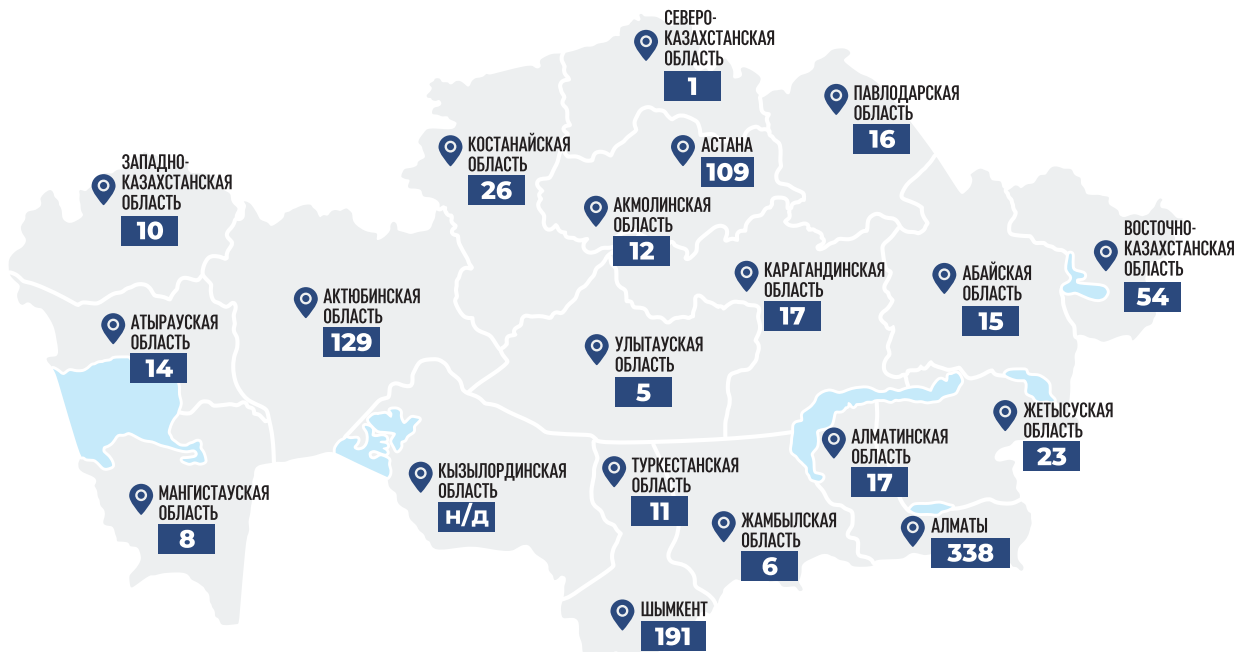 СЕВЕРО-
КАЗАХСТАНСКАЯ
ОБЛАСТЬ
1
ПАВЛОДАРСКАЯ
ОБЛАСТЬ
16
КОСТАНАЙСКАЯ
ОБЛАСТЬ
26
АСТАНА
109
ЗАПАДНО-
КАЗАХСТАНСКАЯ
ОБЛАСТЬ
10
АКМОЛИНСКАЯ
ОБЛАСТЬ
12
ВОСТОЧНО-
КАЗАХСТАНСКАЯ
ОБЛАСТЬ
54
КАРАГАНДИНСКАЯ
ОБЛАСТЬ
17
АБАЙСКАЯ
ОБЛАСТЬ
15
АКТЮБИНСКАЯ
ОБЛАСТЬ
129
АТЫРАУСКАЯ
ОБЛАСТЬ
14
УЛЫТАУСКАЯ
ОБЛАСТЬ
5
ЖЕТЫСУСКАЯ
ОБЛАСТЬ
23
АЛМАТИНСКАЯ
ОБЛАСТЬ
17
КЫЗЫЛОРДИНСКАЯ
ОБЛАСТЬ
н/д
ТУРКЕСТАНСКАЯ
ОБЛАСТЬ
11
МАНГИСТАУСКАЯ
ОБЛАСТЬ
8
ЖАМБЫЛСКАЯ
ОБЛАСТЬ
6
АЛМАТЫ
338
ШЫМКЕНТ
191